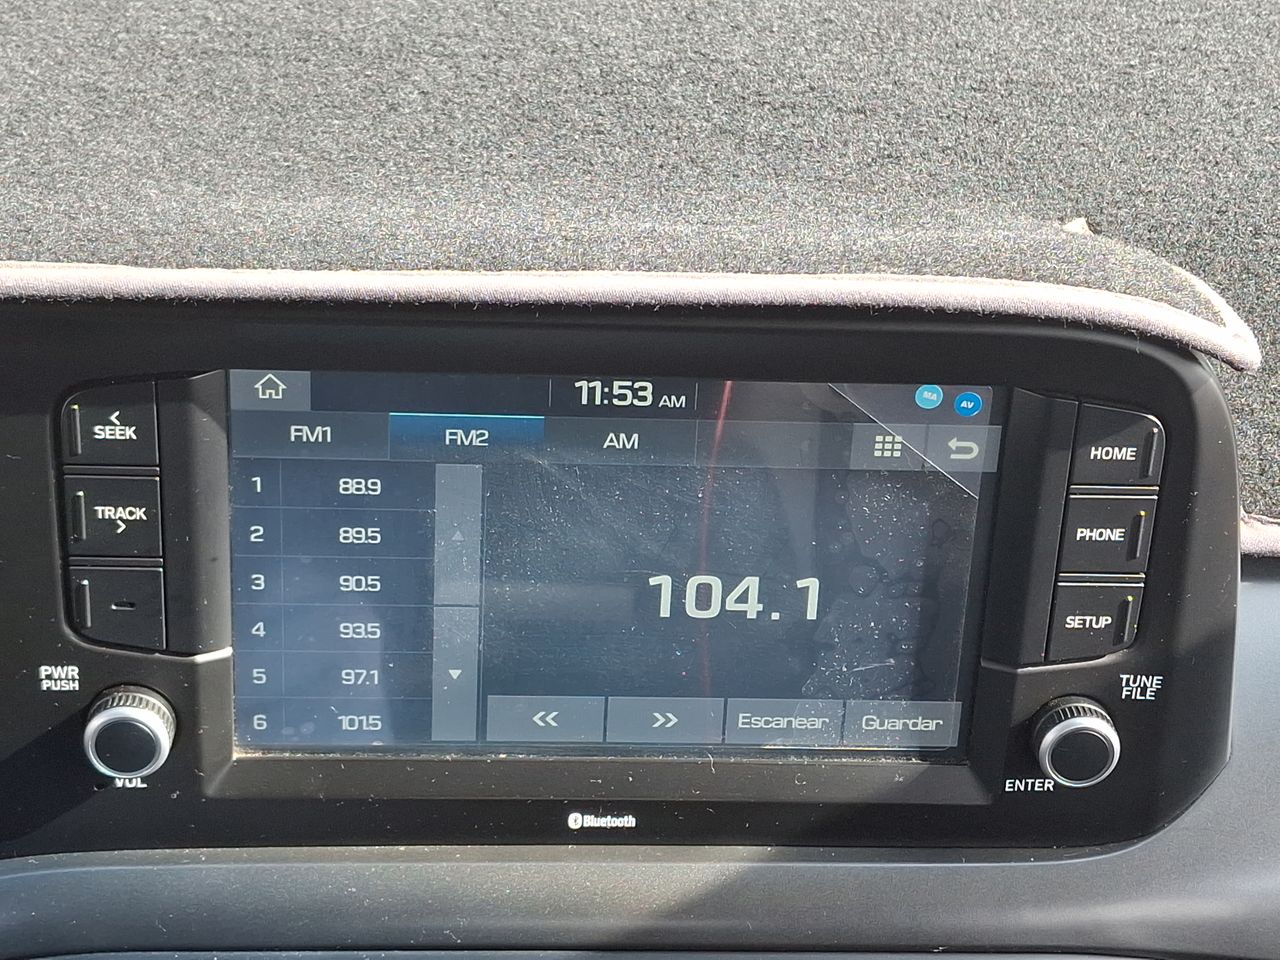 11:53 AM
MA
AV
FM1
FM2
AM
1 88.9
2 89.5
3 90.5
4 93.5
5 97.1
6 101.5
104.1
Escanear
Guardar
SEEK
TRACK
PWR
PUSH
VOL
HOME
PHONE
SETUP
TUNE
FILE
ENTER
Bluetooth